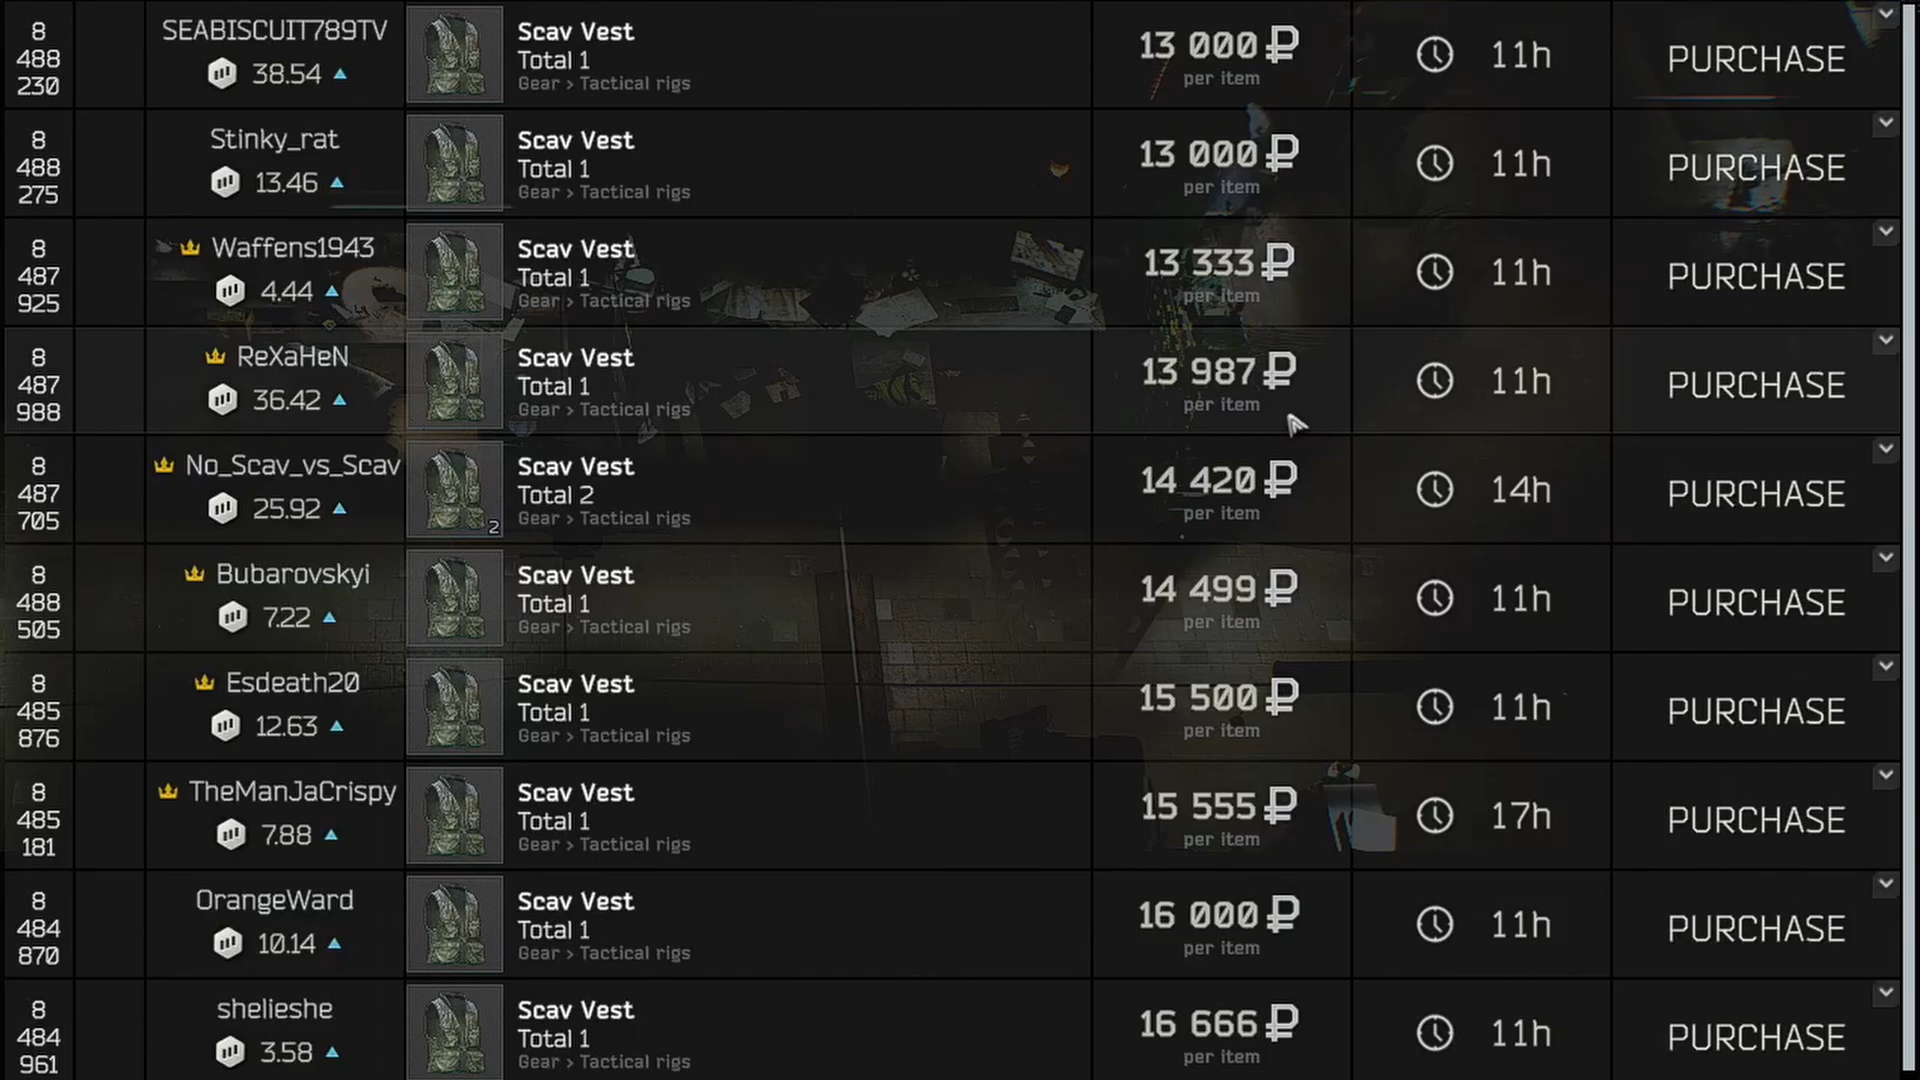 8
488
230
SEABISCUIT789TV
38.54
Scav Vest
Total 1
Gear > Tactical rigs
13 000 ₽
per item
11h
PURCHASE
8
488
275
Stinky_rat
13.46
Scav Vest
Total 1
Gear > Tactical rigs
13 000 ₽
per item
11h
PURCHASE
8
487
925
Waffens1943
4.44
Scav Vest
Total 1
Gear > Tactical rigs
13 333 ₽
per item
11h
PURCHASE
8
487
988
ReXaHeN
36.42
Scav Vest
Total 1
Gear > Tactical rigs
13 987 ₽
per item
11h
PURCHASE
8
487
705
No_Scav_vs_Scav
25.92
2
Scav Vest
Total 2
Gear > Tactical rigs
14 420 ₽
per item
14h
PURCHASE
8
488
505
Bubarovskyi
7.22
Scav Vest
Total 1
Gear > Tactical rigs
14 499 ₽
per item
11h
PURCHASE
8
485
876
Esdeath20
12.63
Scav Vest
Total 1
Gear > Tactical rigs
15 500 ₽
per item
11h
PURCHASE
8
485
181
TheManJaCrispy
7.88
Scav Vest
Total 1
Gear > Tactical rigs
15 555 ₽
per item
17h
PURCHASE
8
484
870
OrangeWard
10.14
Scav Vest
Total 1
Gear > Tactical rigs
16 000 ₽
per item
11h
PURCHASE
8
484
961
shelieshe
3.58
Scav Vest
Total 1
Gear > Tactical rigs
16 666 ₽
per item
11h
PURCHASE